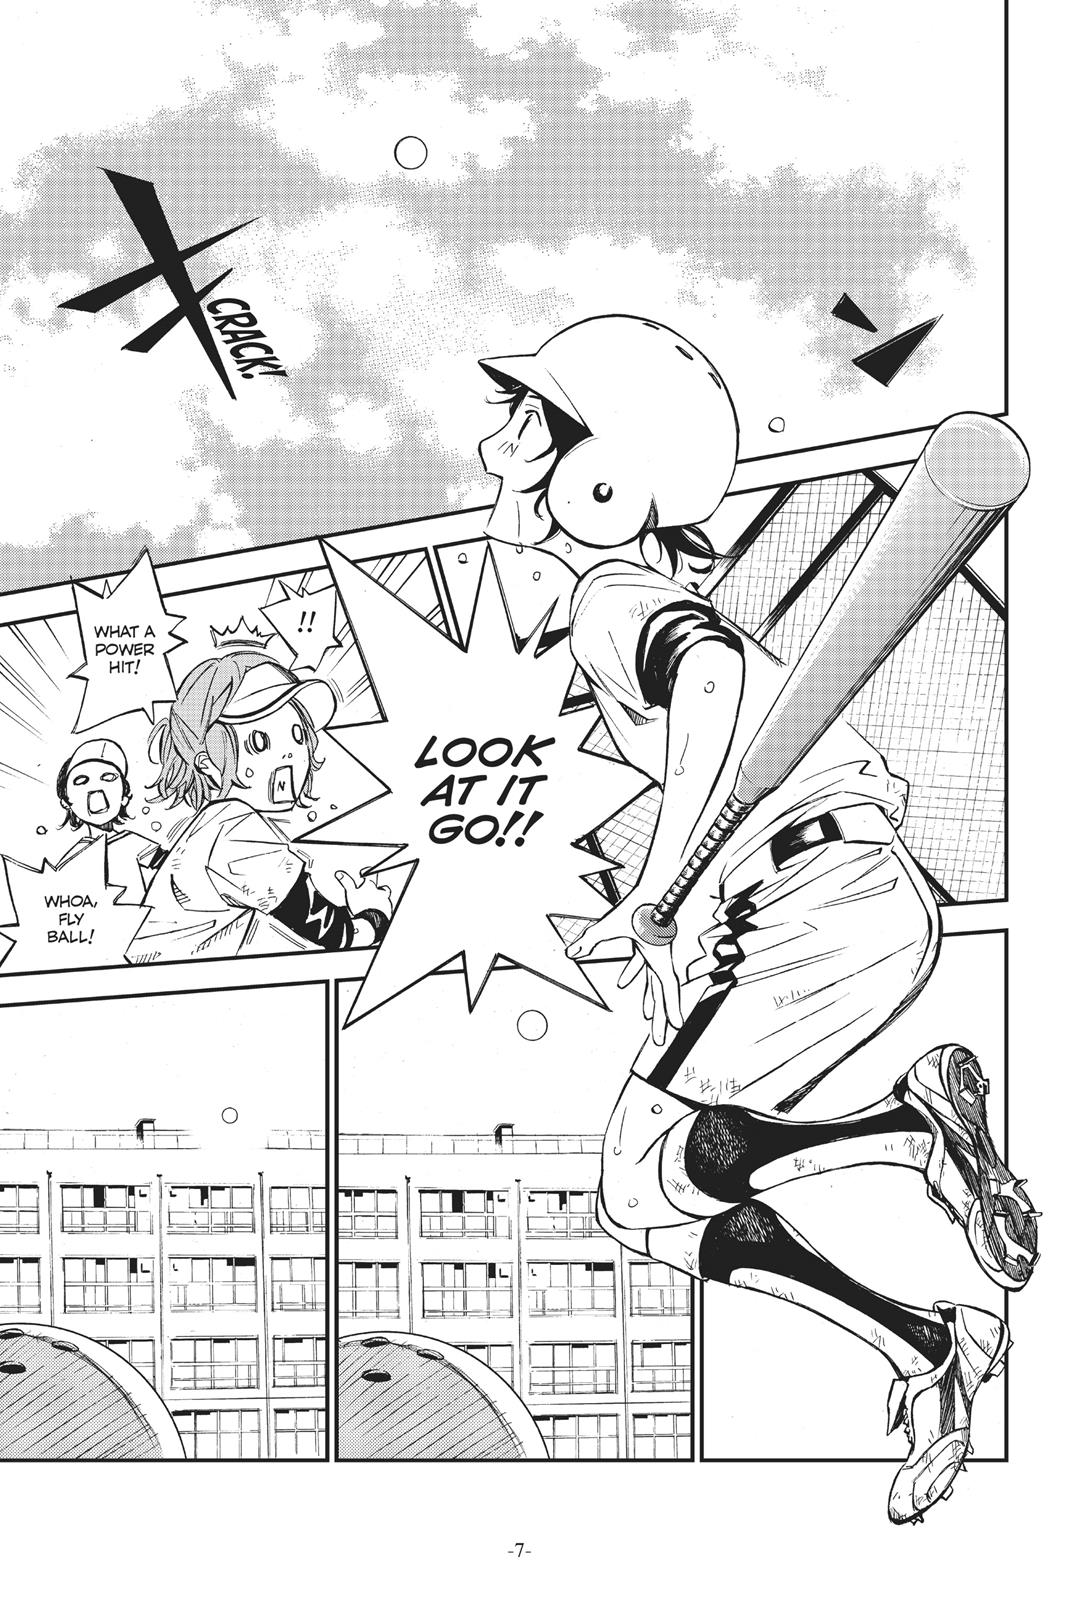 CRACK!
LOOK
AT IT
GO!!
!!
WHAT A
POWER
HIT!
WHOA,
FLY
BALL!
-7-